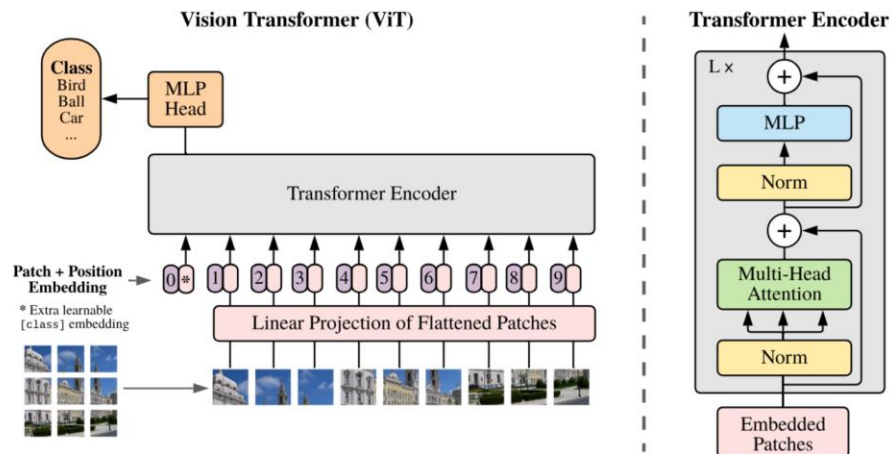 Vision Transformer (ViT)
Class
Bird
Ball
Car
...
MLP
Head
Transformer Encoder
Patch + Position
Embedding
0 * 1 2 3 4 5 6 7 8 9
* Extra learnable
[class] embedding
Linear Projection of Flattened Patches
Transformer Encoder
L x
+
MLP
Norm
+
Multi-Head
Attention
Norm
Embedded
Patches